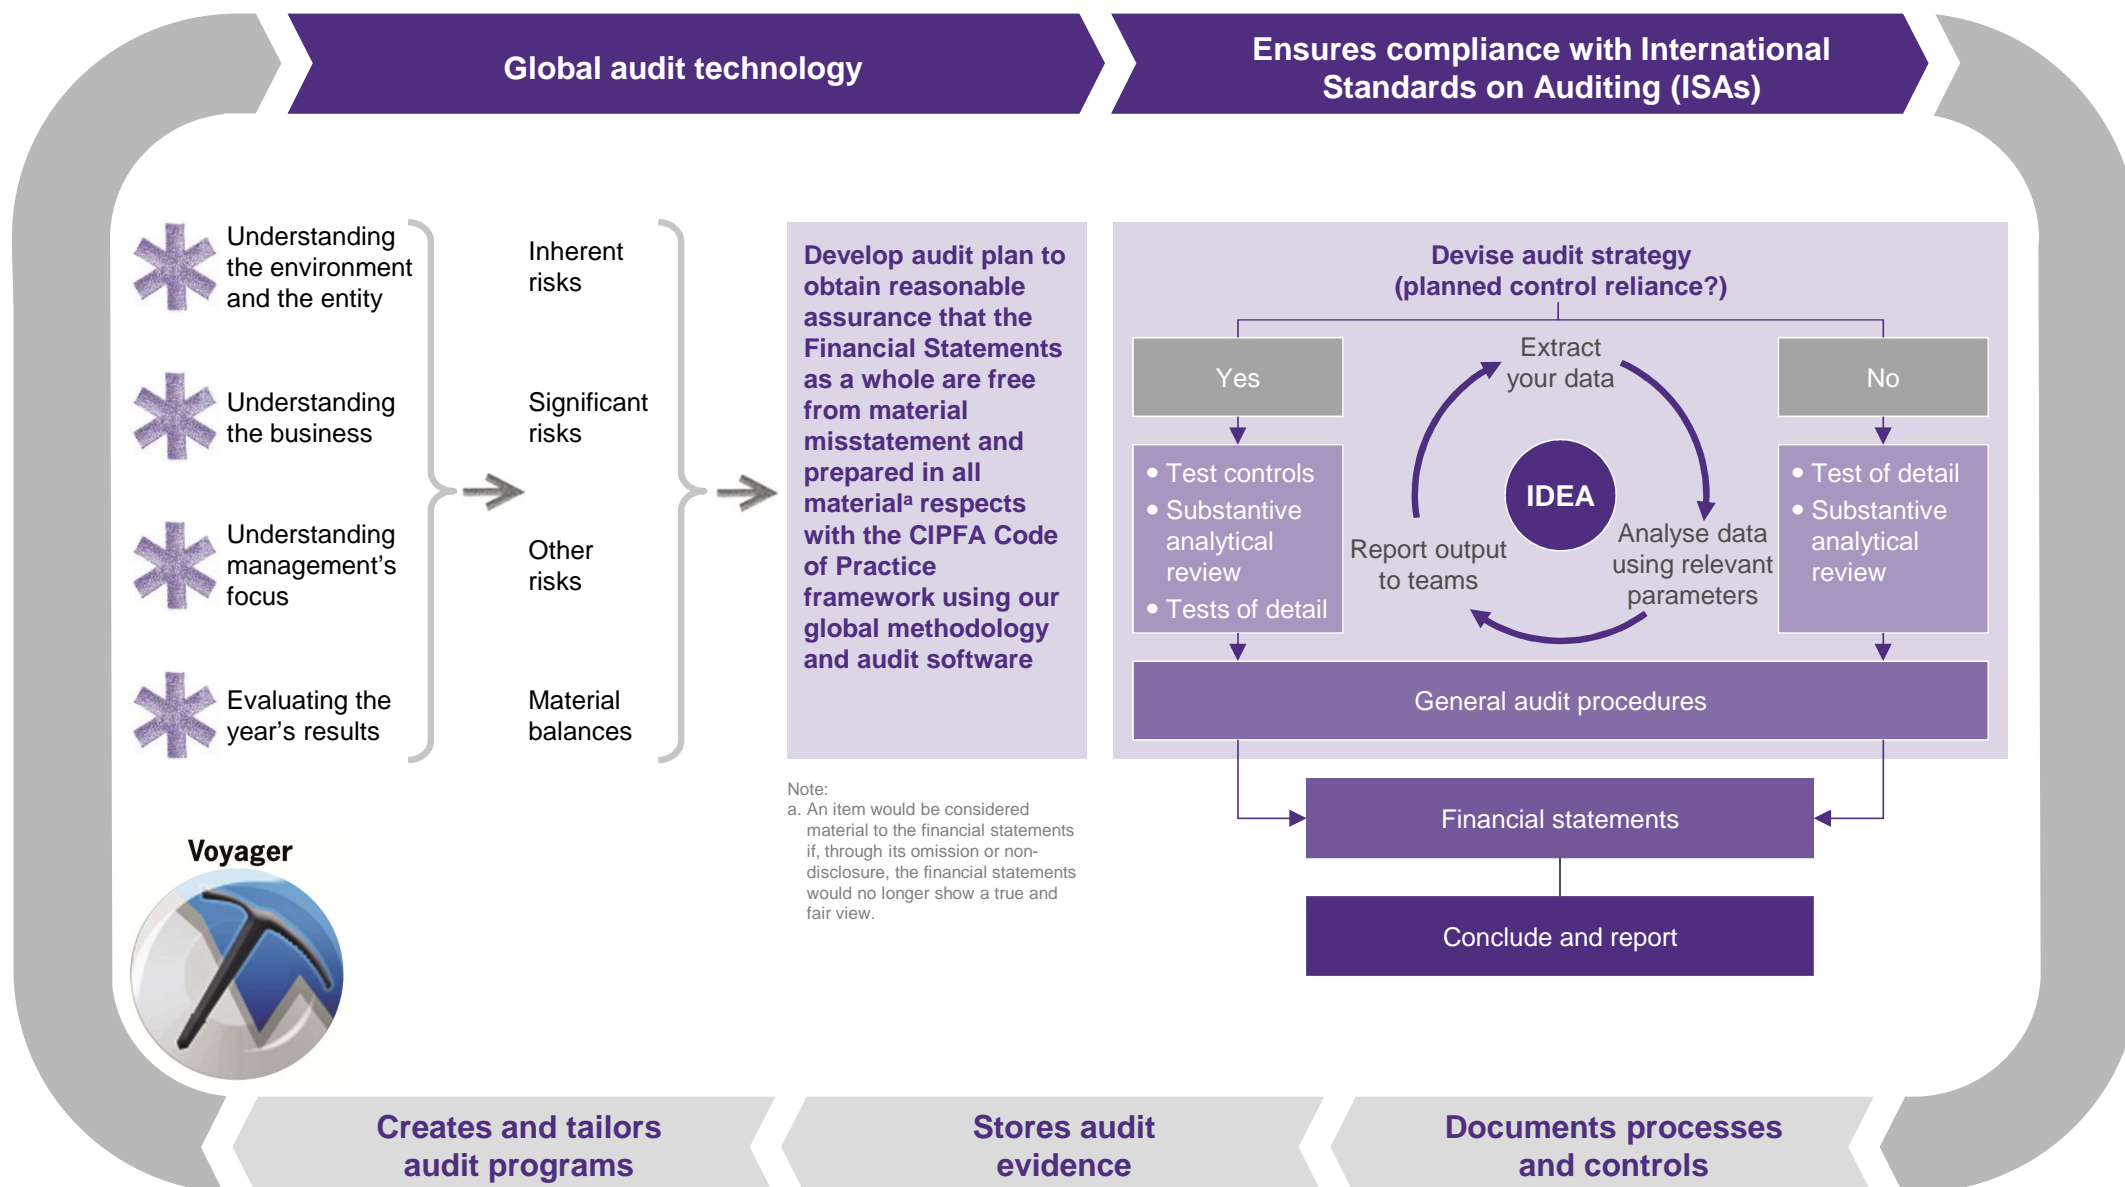 Global audit technology
Ensures compliance with International
Standards on Auditing (ISAs)
Understanding
the environment
and the entity
Understanding
the business
Understanding
management’s
focus
Evaluating the
year’s results
Inherent
risks
Significant
risks
Other
risks
Material
balances
Develop audit plan to
obtain reasonable
assurance that the
Financial Statements
as a whole are free
from material
misstatement and
prepared in all
materialᵃ respects
with the CIPFA Code
of Practice
framework using our
global methodology
and audit software
Note:
a. An item would be considered
material to the financial statements
if, through its omission or non-
disclosure, the financial statements
would no longer show a true and
fair view.
Devise audit strategy
(planned control reliance?)
Yes
• Test controls
• Substantive
analytical
review
• Tests of detail
Extract
your data
IDEA
Analyse data
using relevant
parameters
Report output
to teams
No
• Test of detail
• Substantive
analytical
review
General audit procedures
Financial statements
Conclude and report
Voyager
Creates and tailors
audit programs
Stores audit
evidence
Documents processes
and controls